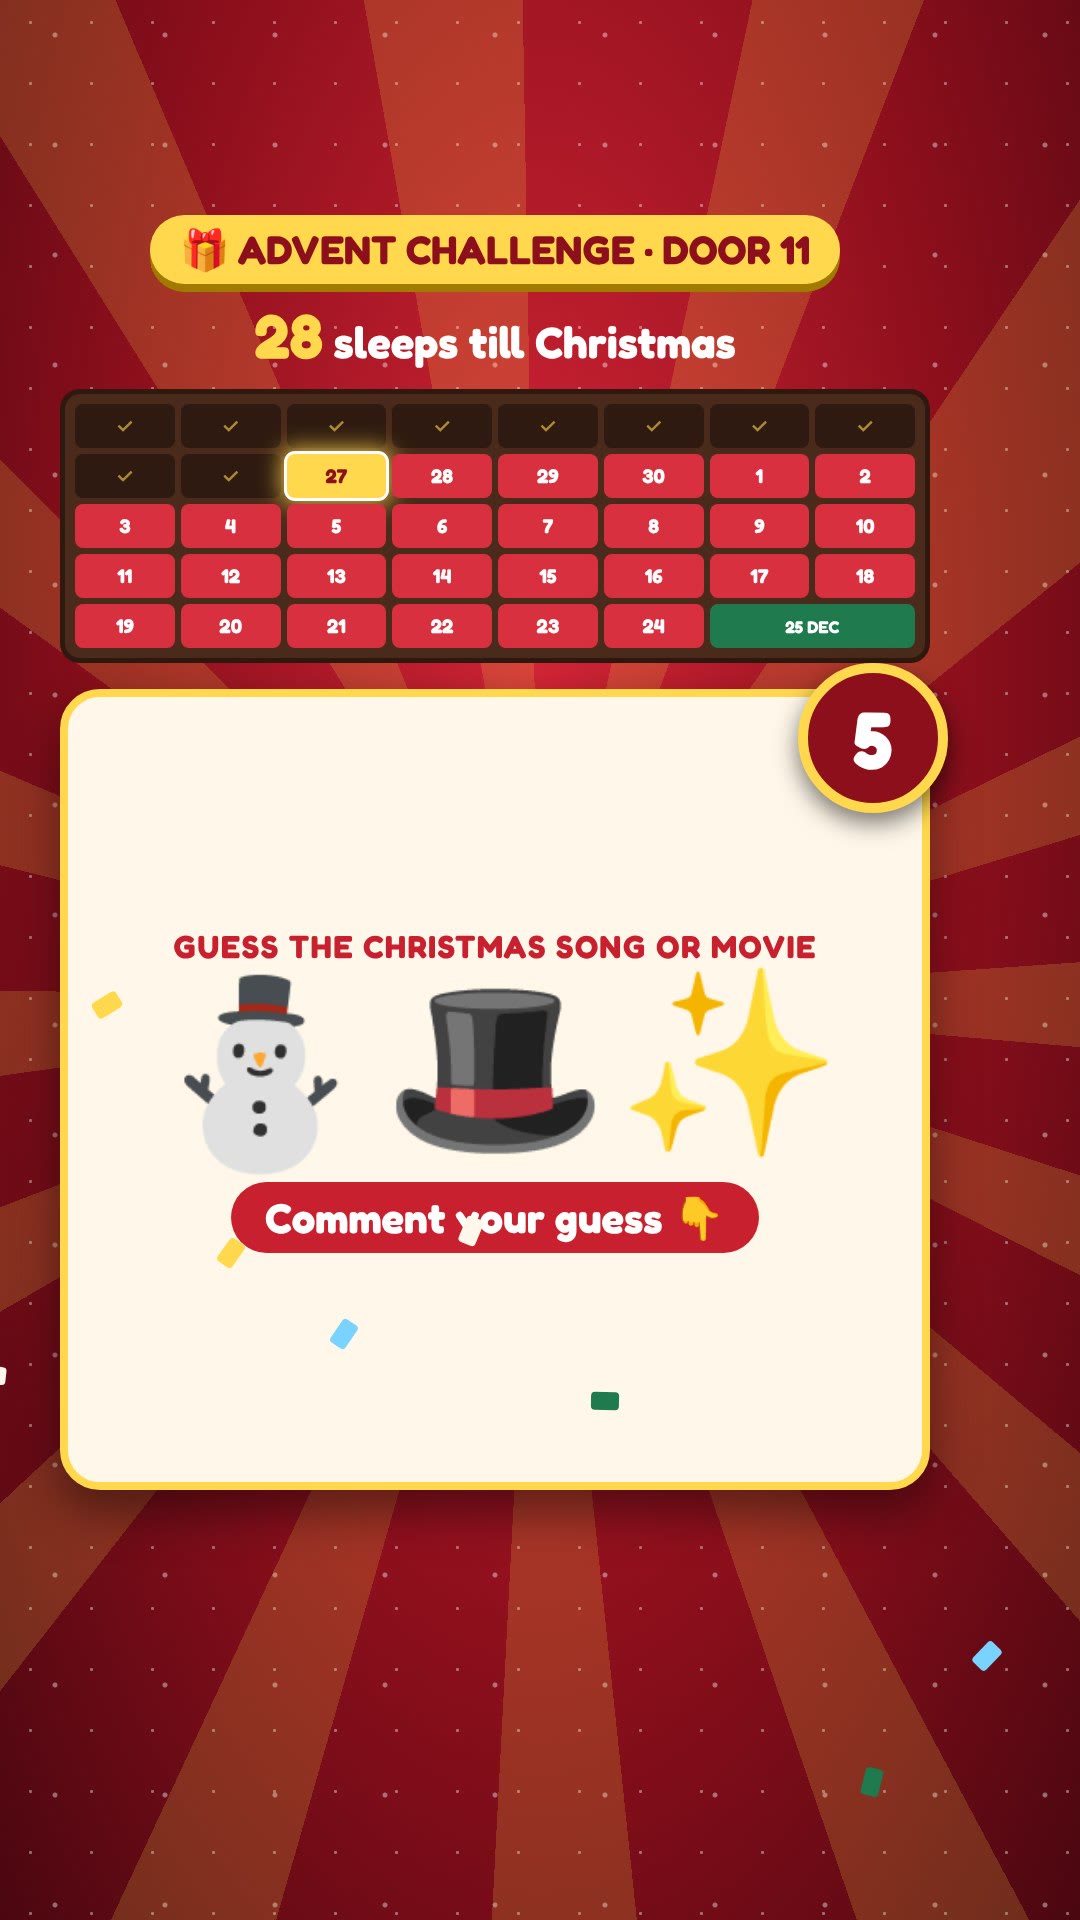 🎁 ADVENT CHALLENGE · DOOR 11
28 sleeps till Christmas
✓ ✓ ✓ ✓ ✓ ✓ ✓ ✓
✓ ✓ 27 28 29 30 1 2
3 4 5 6 7 8 9 10
11 12 13 14 15 16 17 18
19 20 21 22 23 24 25 DEC
5
GUESS THE CHRISTMAS SONG OR MOVIE
Comment your guess 👇